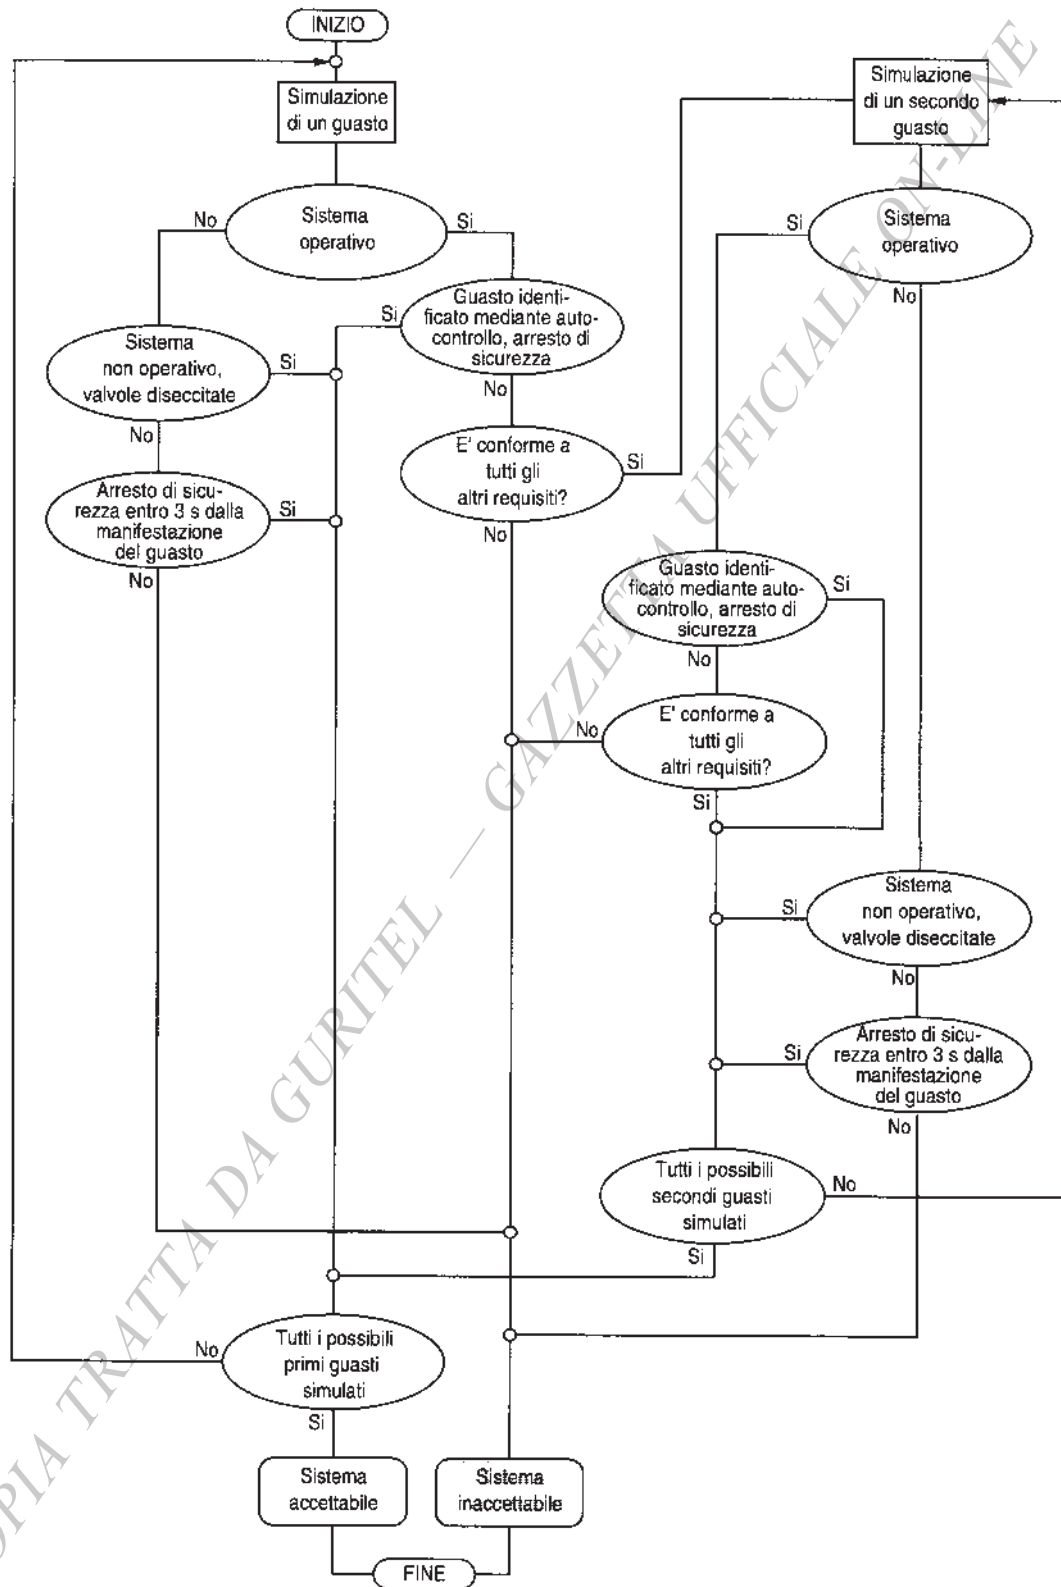 INIZIO
Simulazione
di un guasto
Simulazione
di un secondo
guasto
No
Sistema
operativo
Si
Si
Sistema
operativo
No
Si
Guasto identi-
ficato mediante auto-
controllo, arresto di
sicurezza
No
Sistema
non operativo,
valvole diseccitate
Si
No
E' conforme a
tutti gli
altri requisiti?
Si
No
Arresto di sicu-
rezza entro 3 s dalla
manifestazione
del guasto
Si
No
Guasto identi-
ficato mediante auto-
controllo, arresto di
sicurezza
Si
No
No
E' conforme a
tutti gli
altri requisiti?
Si
Si
Sistema
non operativo,
valvole diseccitate
No
Si
Arresto di sicu-
rezza entro 3 s dalla
manifestazione
del guasto
No
Tutti i possibili
secondi guasti
simulati
No
Si
No
Tutti i possibili
primi guasti
simulati
Si
Sistema
accettabile
Sistema
inaccettabile
FINE
OPIA TRATTA DA GURITEL — GAZZETTA UFFICIALE ON-LINE